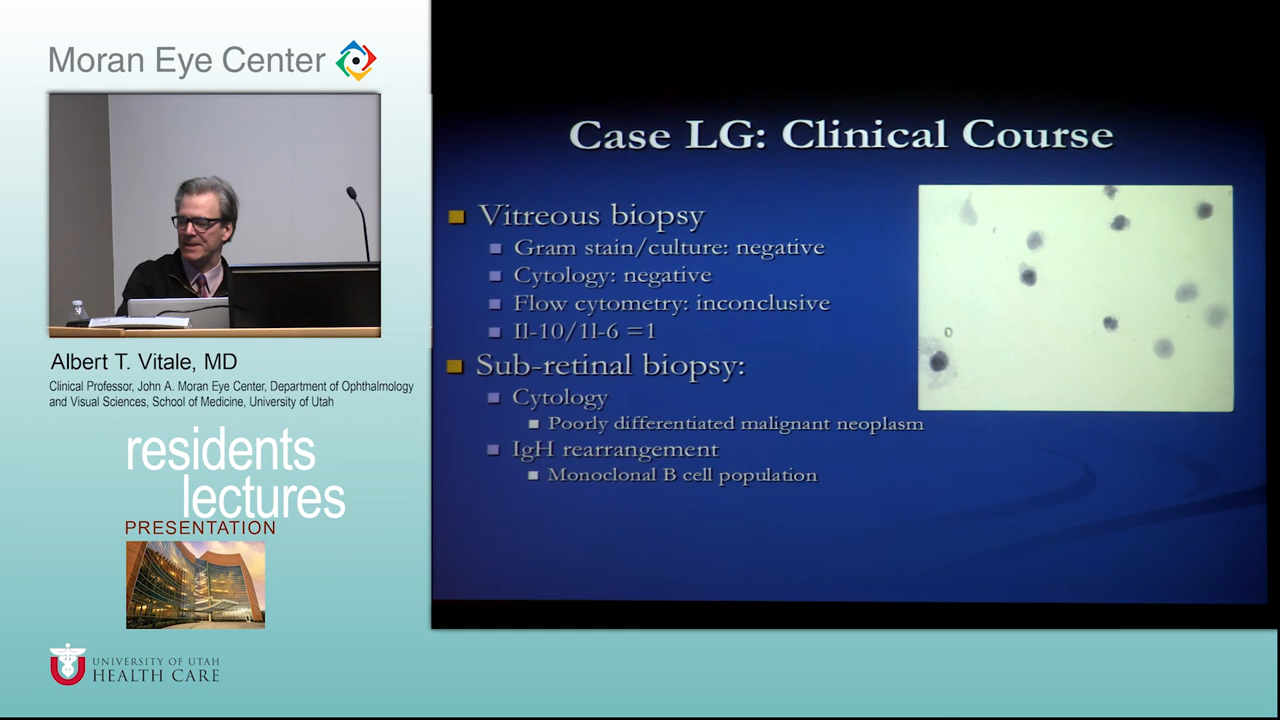 Moran Eye Center
Albert T. Vitale, MD
Clinical Professor, John A. Moran Eye Center, Department of Ophthalmology
and Visual Sciences, School of Medicine, University of Utah
residents
lectures
PRESENTATION
UNIVERSITY OF UTAH
HEALTH CARE
Case LG: Clinical Course
Vitreous biopsy
Gram stain/culture: negative
Cytology: negative
Flow cytometry: inconclusive
Il-10/Il-6 =1
Sub-retinal biopsy:
Cytology
Poorly differentiated malignant neoplasm
IgH rearrangement
Monoclonal B cell population